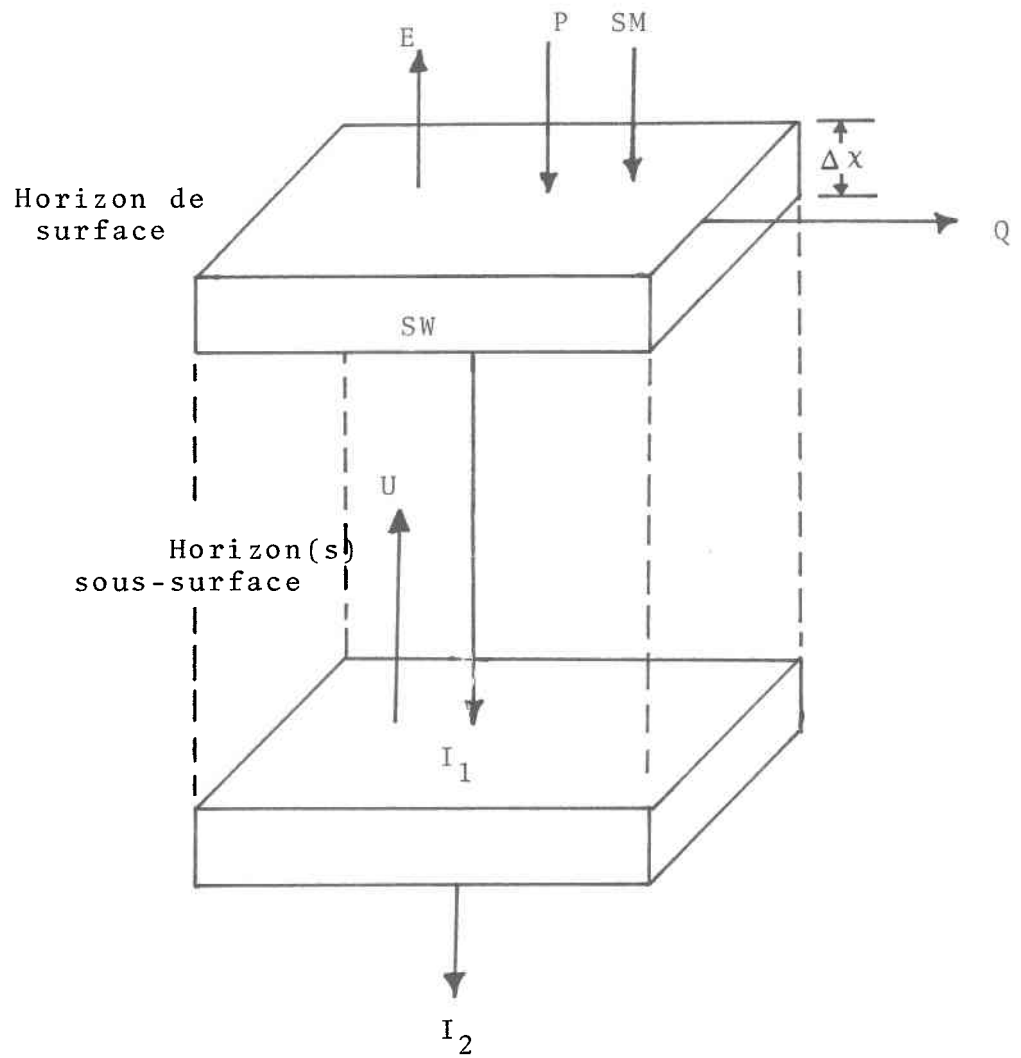 E
P
SM
Δχ
Horizon de
surface
Q
SW
U
Horizon(s)
sous-surface
I₁
I₂